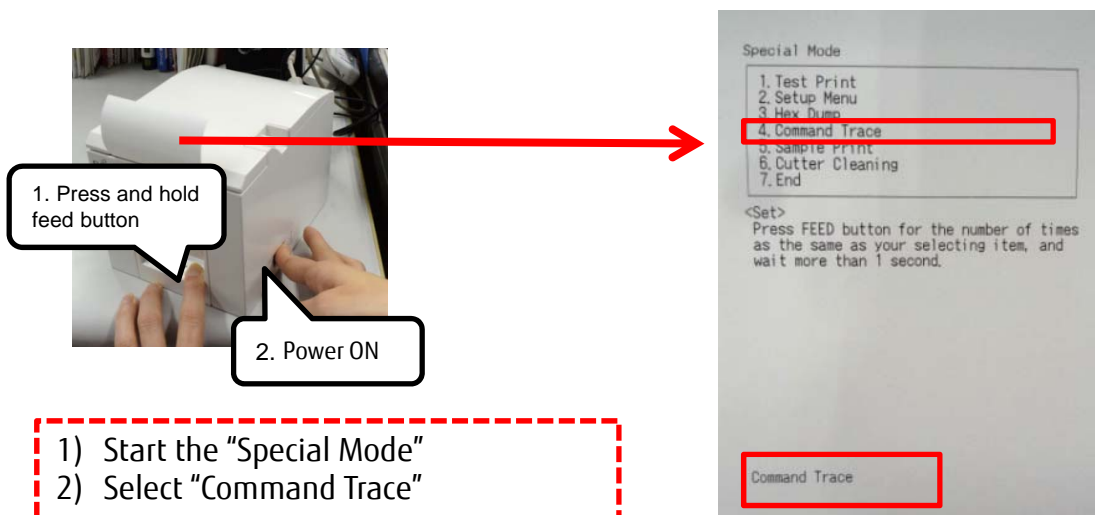 1. Press and hold
feed button
2. Power ON
1) Start the “Special Mode”
2) Select “Command Trace”
Special Mode
1. Test Print
2. Setup Menu
3. Hex Dump
4. Command Trace
5. Sample Print
6. Cutter Cleaning
7. End
<Set>
Press FEED button for the number of times
as the same as your selecting item, and
wait more than 1 second.
Command Trace